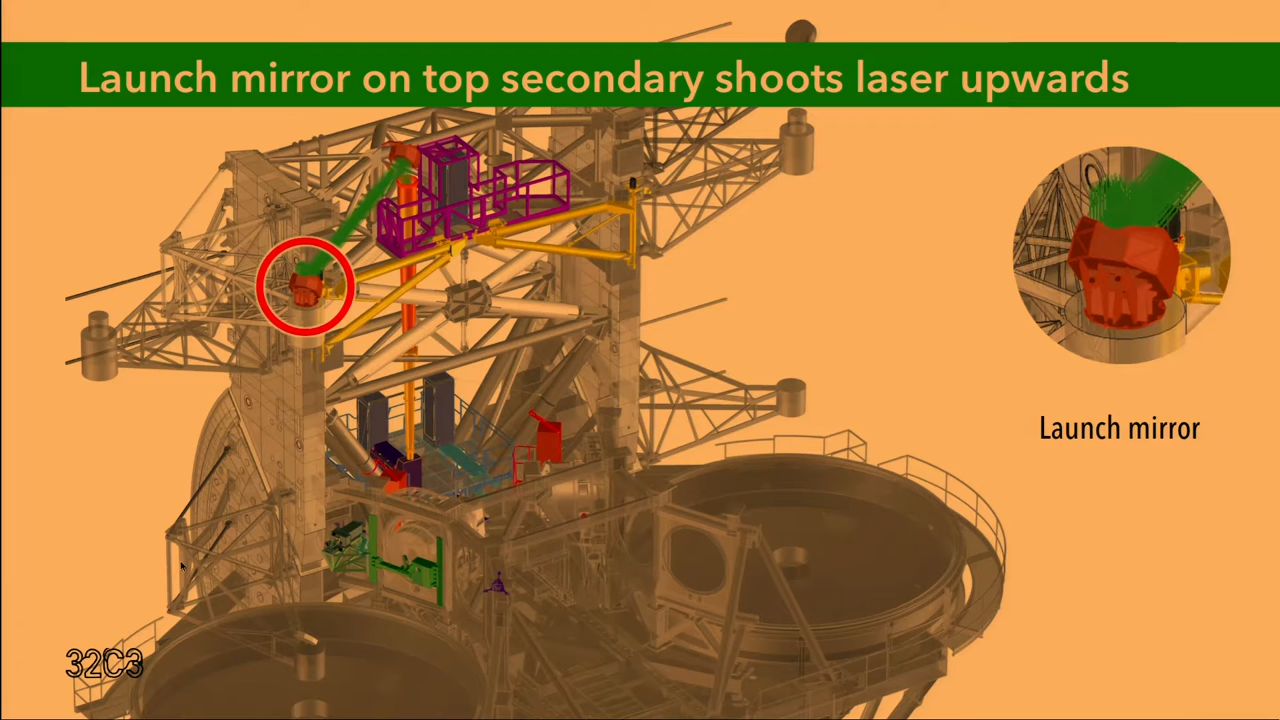 Launch mirror on top secondary shoots laser upwards
Launch mirror
32C3